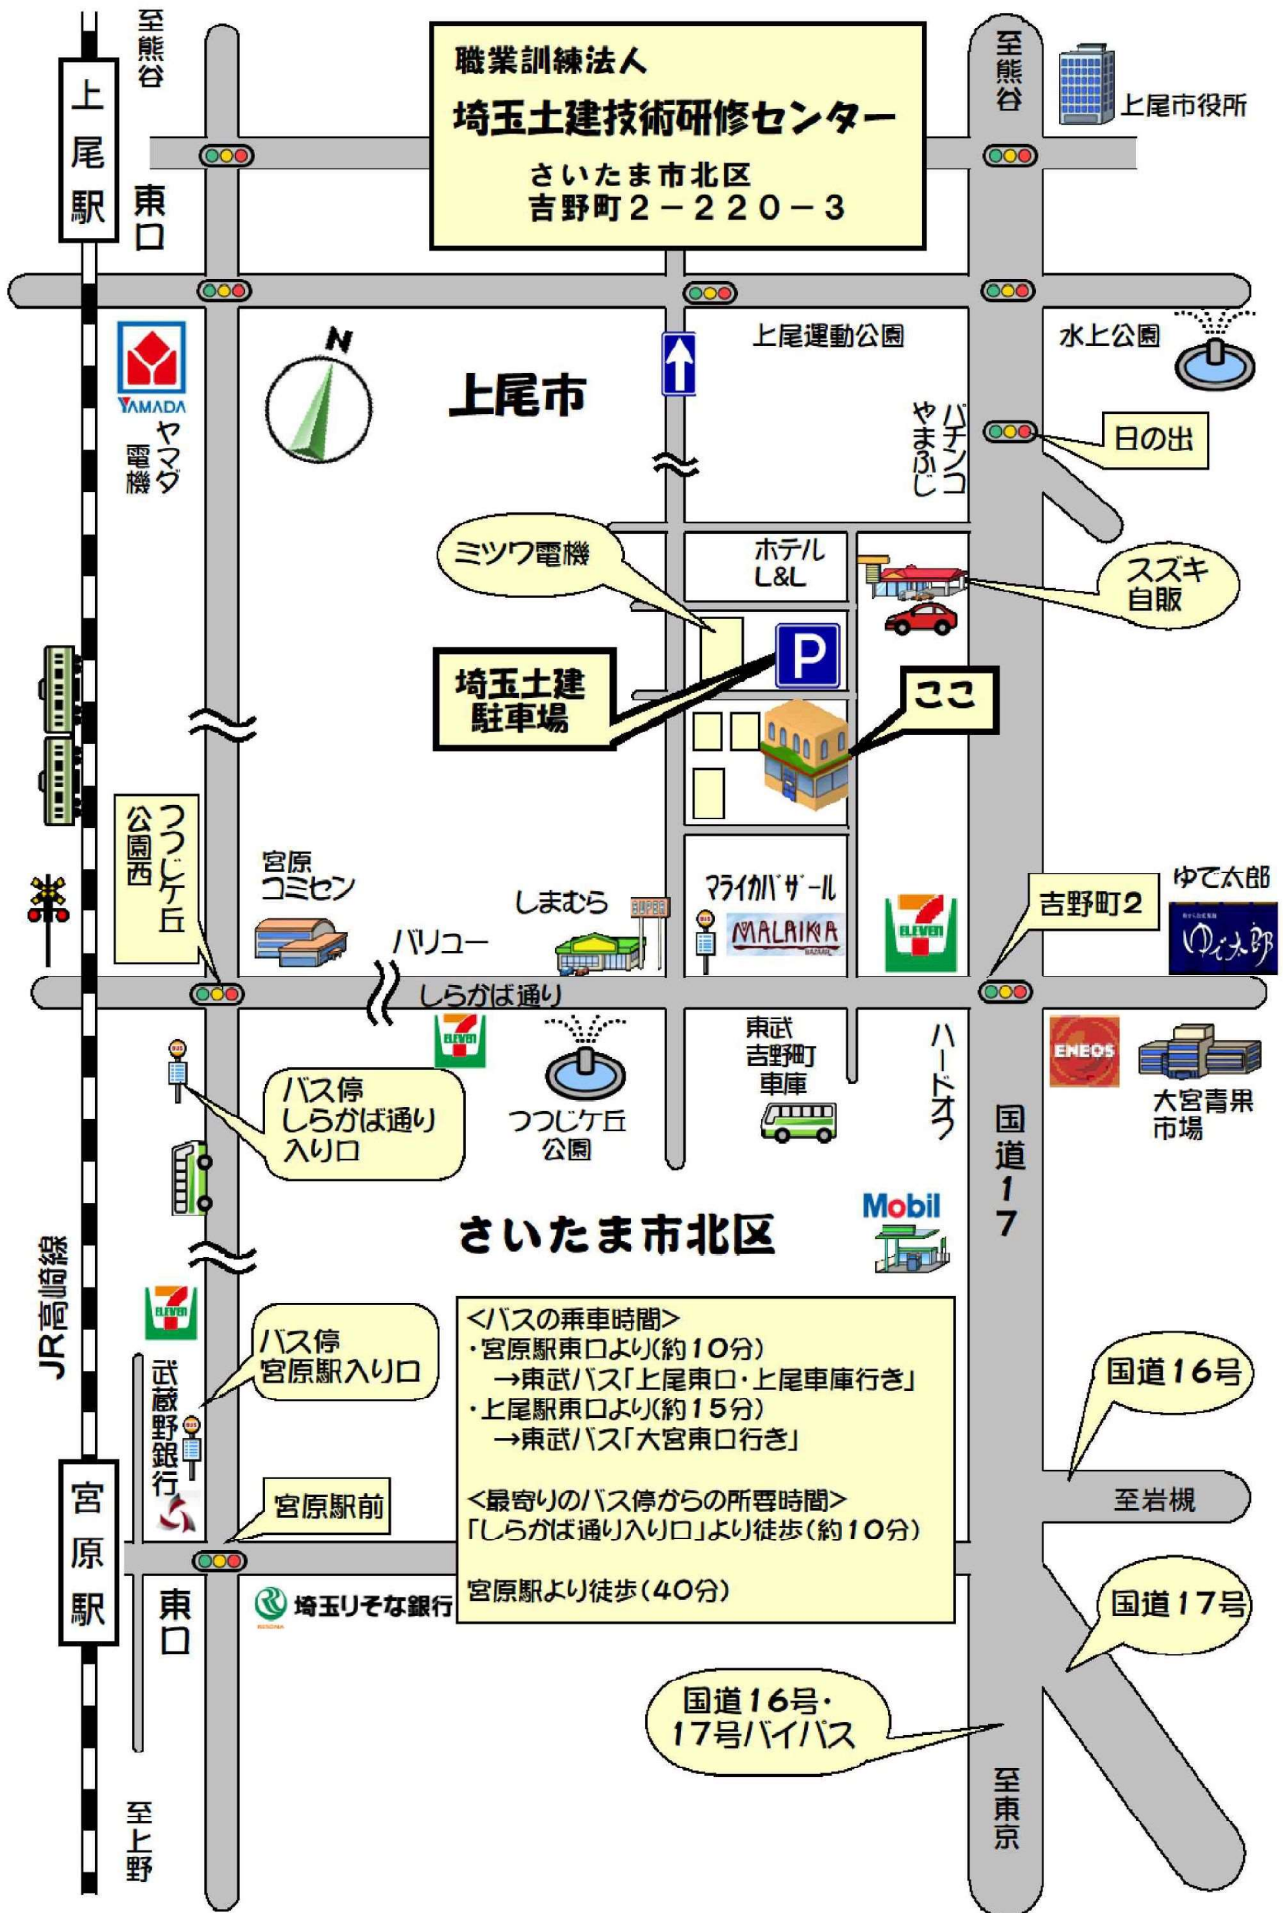 至熊谷
上尾駅
東口
職業訓練法人
埼玉土建技術研修センター
さいたま市北区
吉野町2-220-3
至熊谷
上尾市役所
YAMADA
ヤマダ
電機
N
上尾市
上尾運動公園
水上公園
パチンコ
やまふじ
日の出
ミツワ電機
ホテル
L&L
スズキ
自販
P
埼玉土建
駐車場
ここ
つつじケ丘
公園西
宮原
コミセン
バリュー
しまむら
SUPER
マライカバザール
BUS
MALAIKA
BAZAAR
7
ELEVEN
吉野町2
ゆで太郎
ゆで太郎
しらかば通り
7
ELEVEN
つつじケ丘
公園
東武
吉野町
車庫
ハードオフ
ENEOS
大宮青果
市場
国道17
BUS
バス停
しらかば通り
入り口
さいたま市北区
Mobil
JR高崎線
7
ELEVEN
バス停
宮原駅入り口
武蔵野銀行
BUS
宮原駅
東口
宮原駅前
埼玉りそな銀行
RESONA
<バスの乗車時間>
・宮原駅東口より(約10分)
→東武バス「上尾東口・上尾車庫行き」
・上尾駅東口より(約15分)
→東武バス「大宮東口行き」
<最寄りのバス停からの所要時間>
「しらかば通り入り口」より徒歩(約10分)
宮原駅より徒歩(40分)
国道16号
至岩槻
国道17号
国道16号・
17号バイパス
至東京
至上野